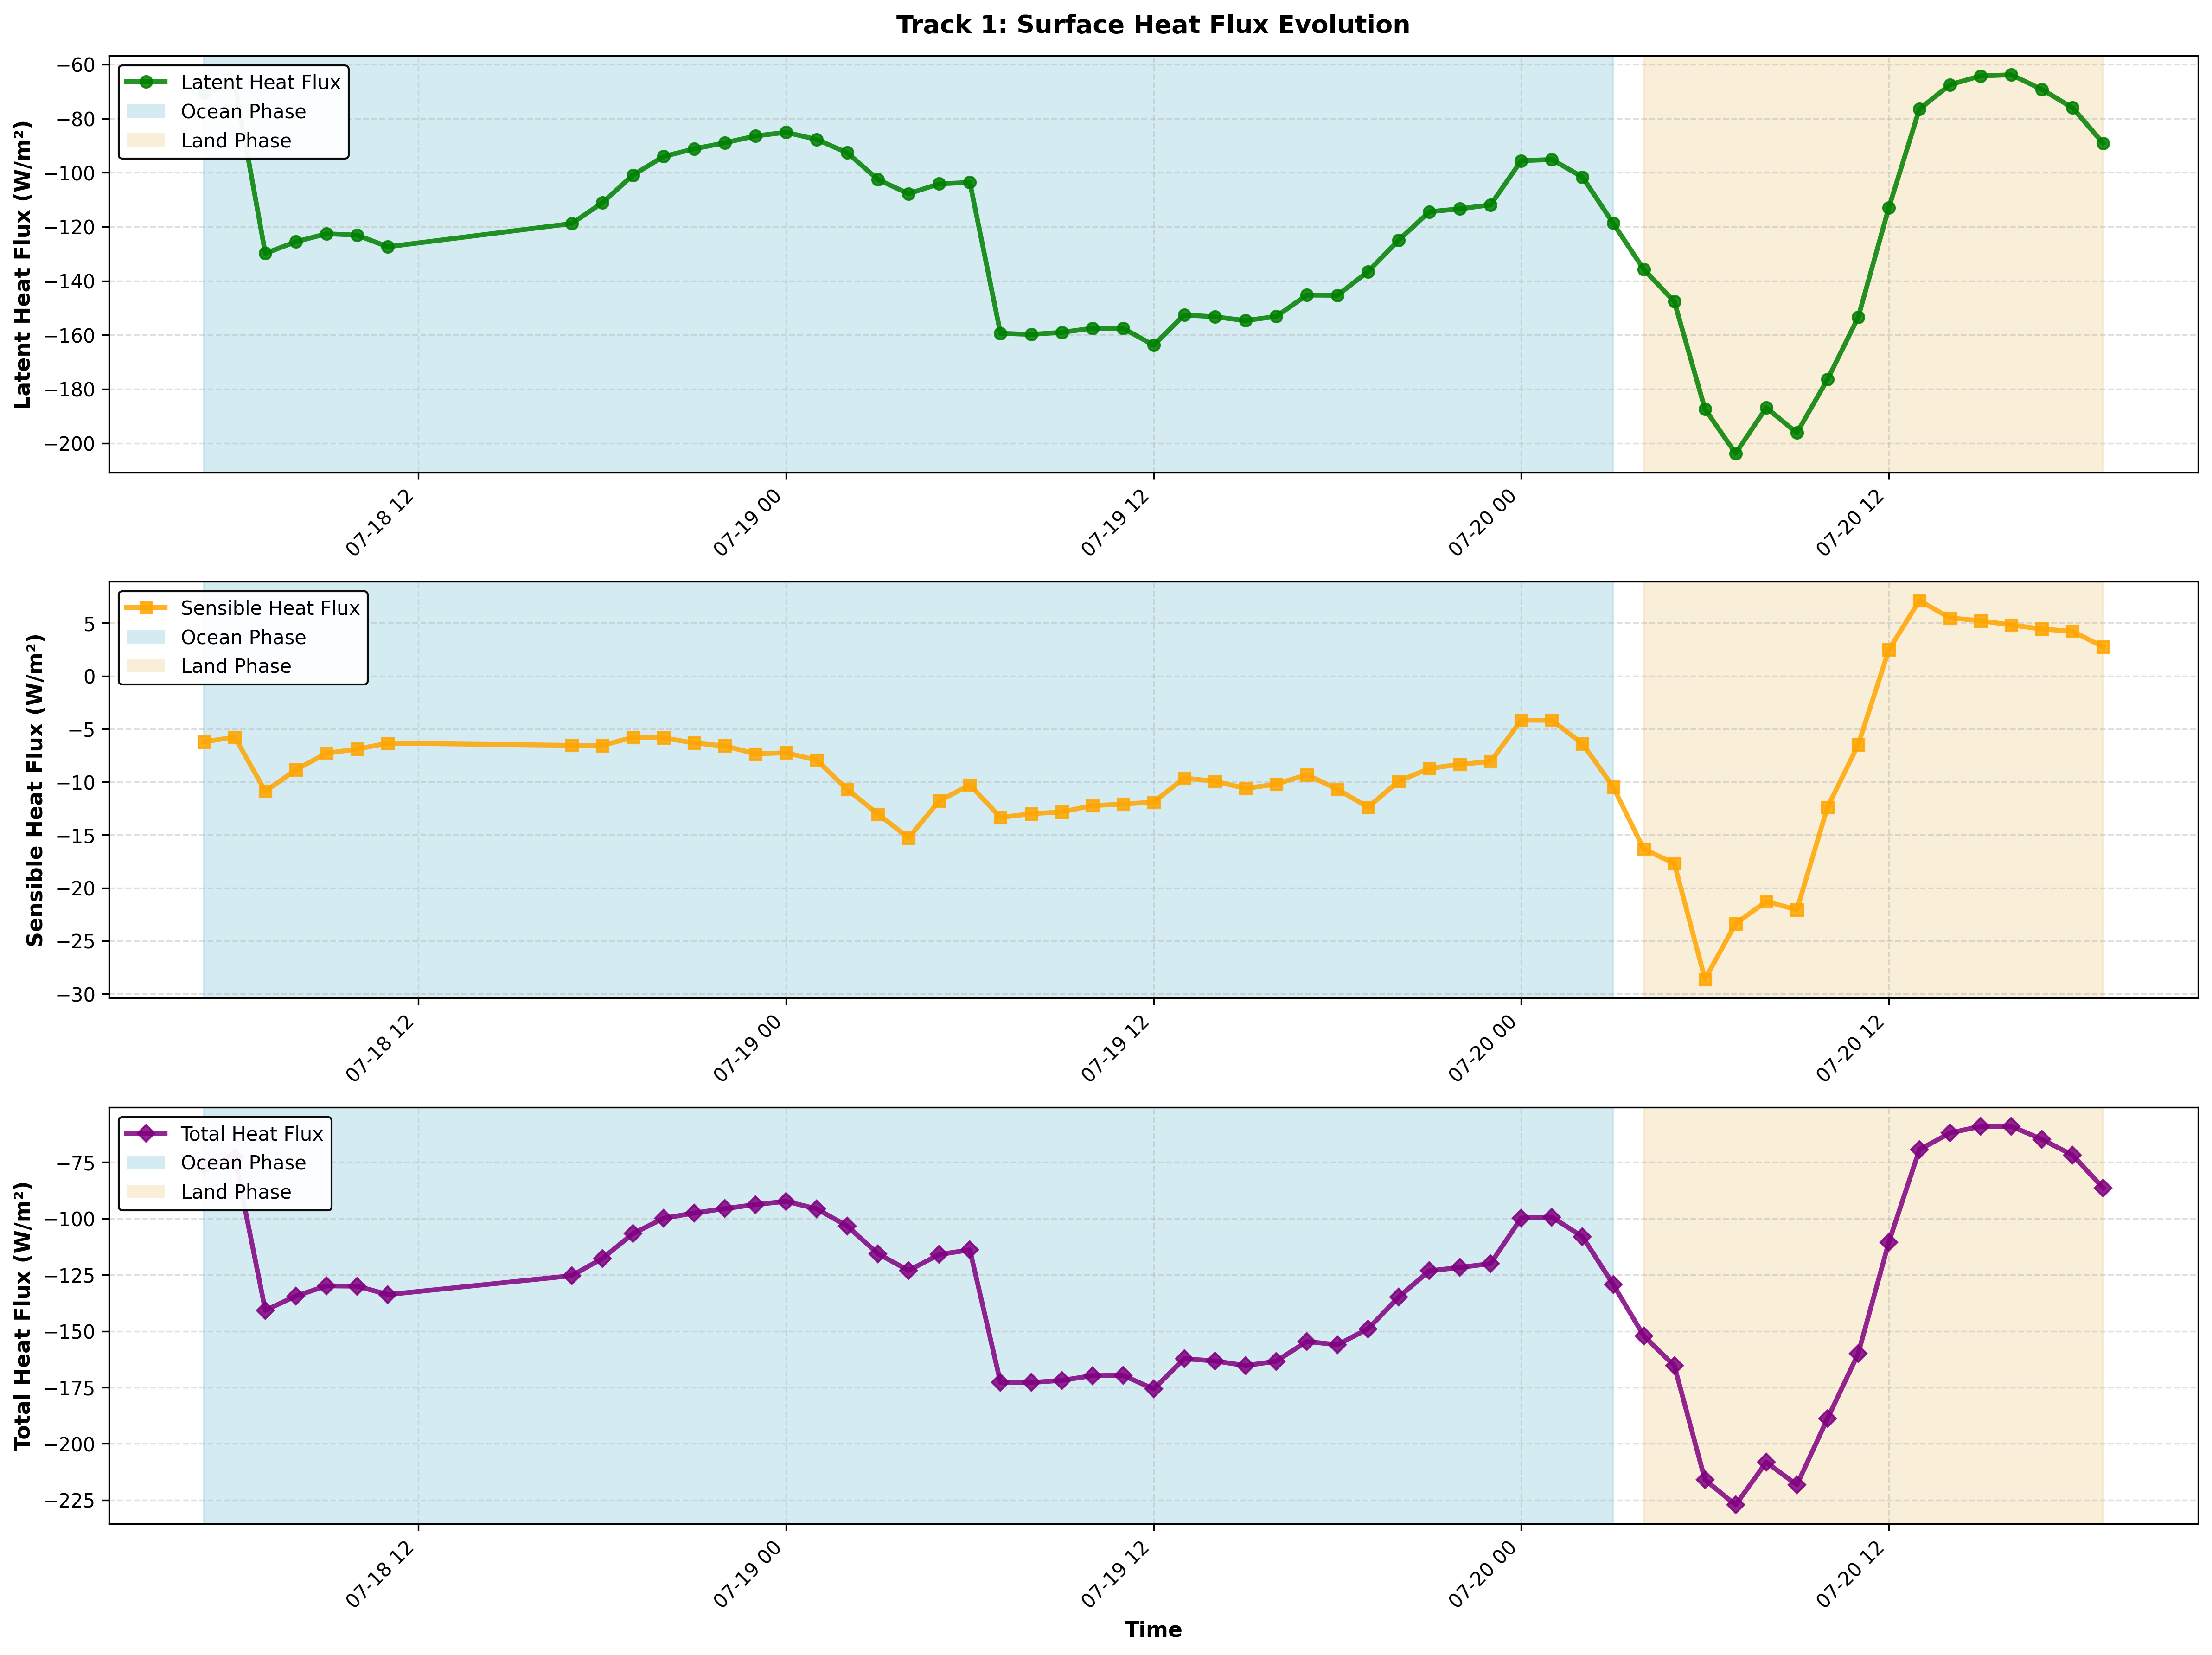 Track 1: Surface Heat Flux Evolution
Latent Heat Flux (W/m²)
−60
−80
−100
−120
−140
−160
−180
−200
Latent Heat Flux
Ocean Phase
Land Phase
07-18 12
07-19 00
07-19 12
07-20 00
07-20 12
Sensible Heat Flux (W/m²)
5
0
−5
−10
−15
−20
−25
−30
Sensible Heat Flux
Ocean Phase
Land Phase
07-18 12
07-19 00
07-19 12
07-20 00
07-20 12
Total Heat Flux (W/m²)
−75
−100
−125
−150
−175
−200
−225
Total Heat Flux
Ocean Phase
Land Phase
07-18 12
07-19 00
07-19 12
07-20 00
07-20 12
Time